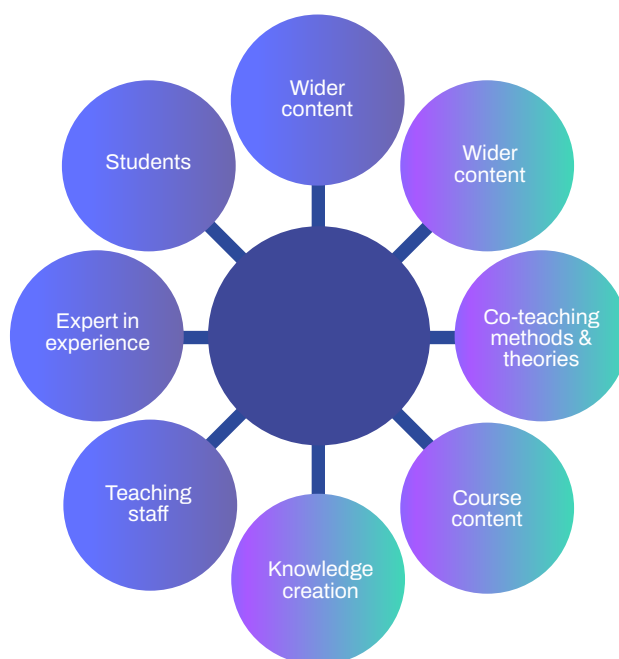 Wider
content
Wider
content
Co-teaching
methods &
theories
Course
content
Knowledge
creation
Teaching
staff
Expert in
experience
Students